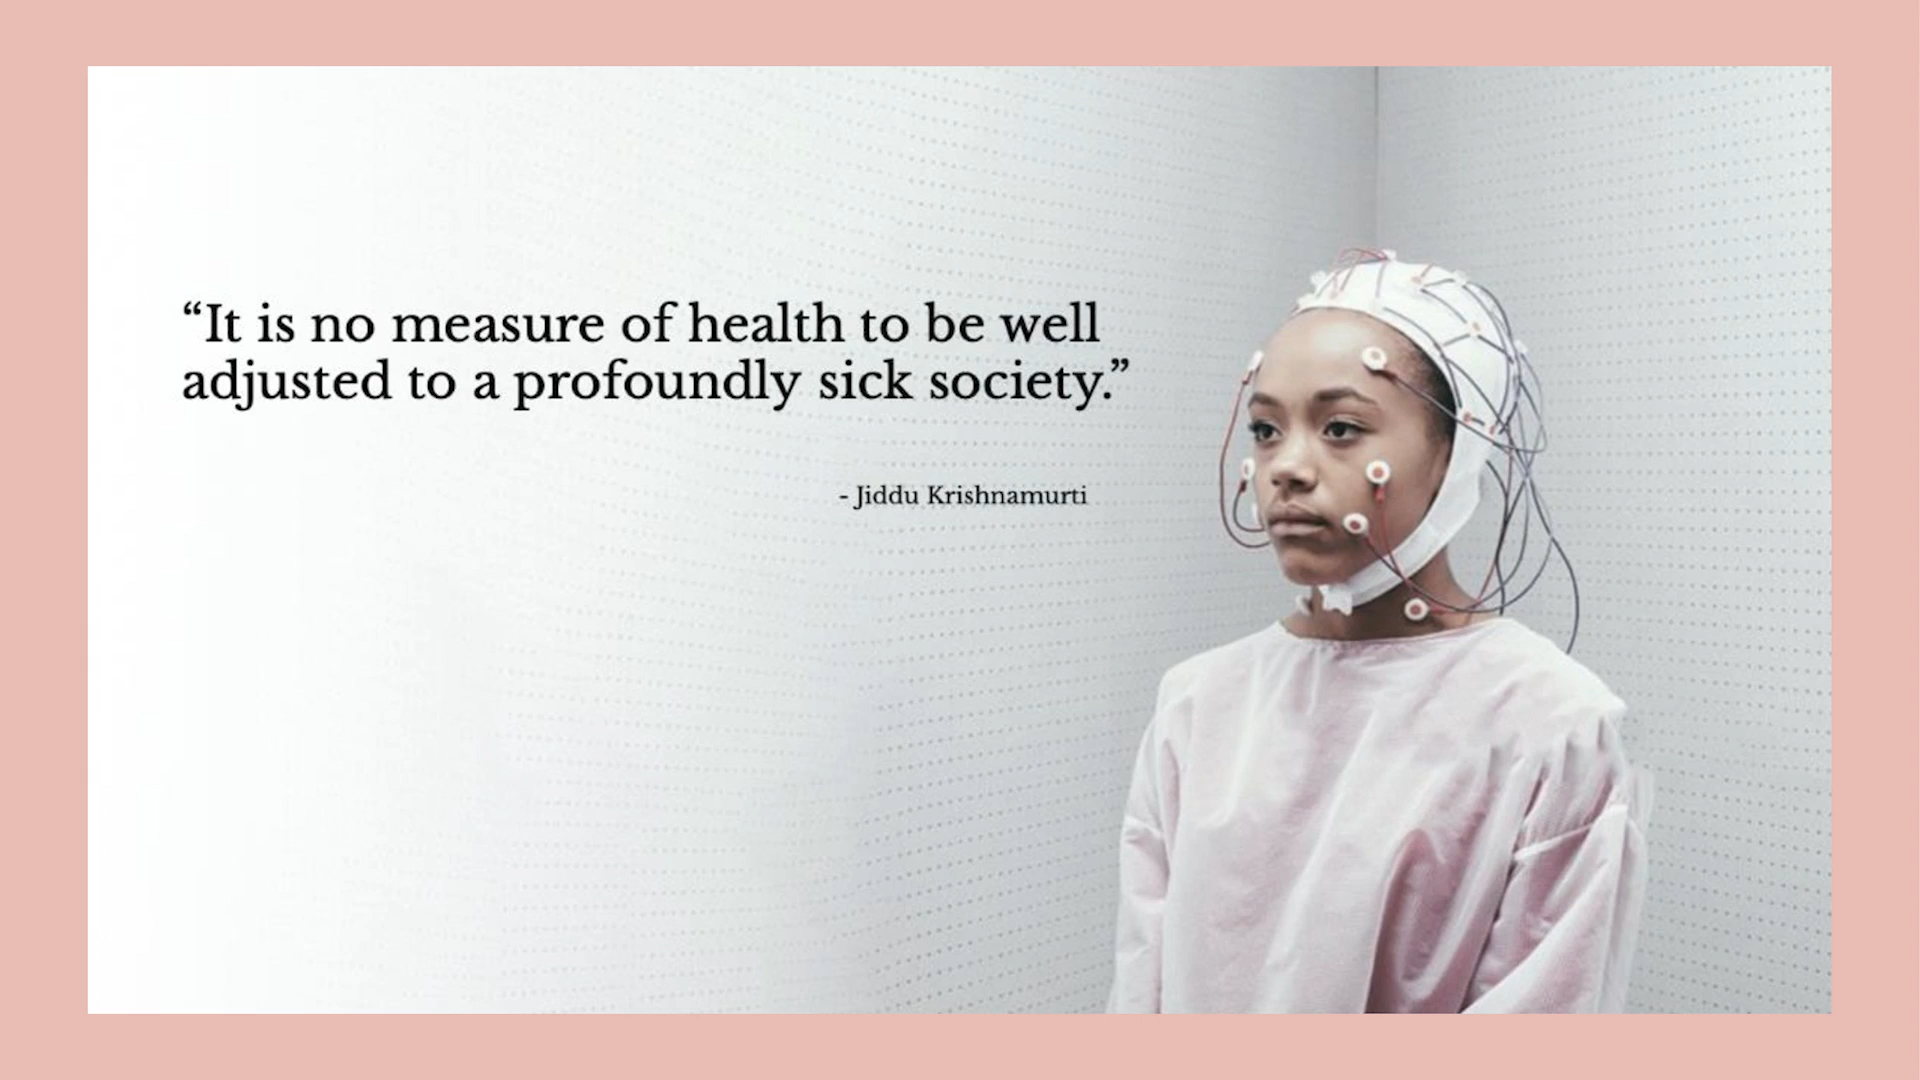 “It is no measure of health to be well
adjusted to a profoundly sick society.”
- Jiddu Krishnamurti